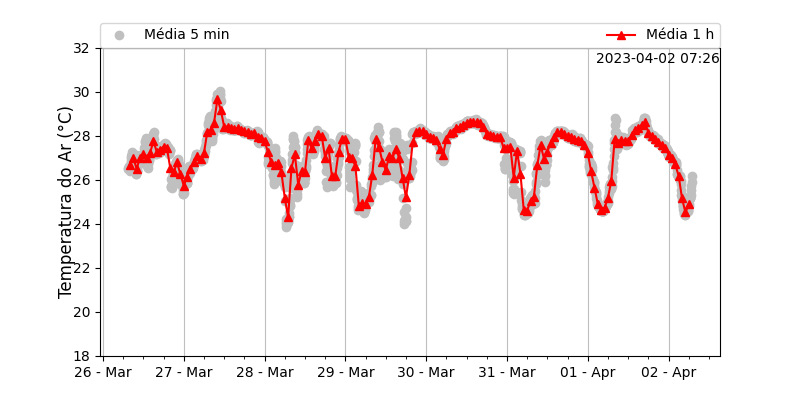 Média 5 min
Média 1 h
2023-04-02 07:26
Temperatura do Ar (°C)
32
30
28
26
24
22
20
18
26 - Mar
27 - Mar
28 - Mar
29 - Mar
30 - Mar
31 - Mar
01 - Apr
02 - Apr